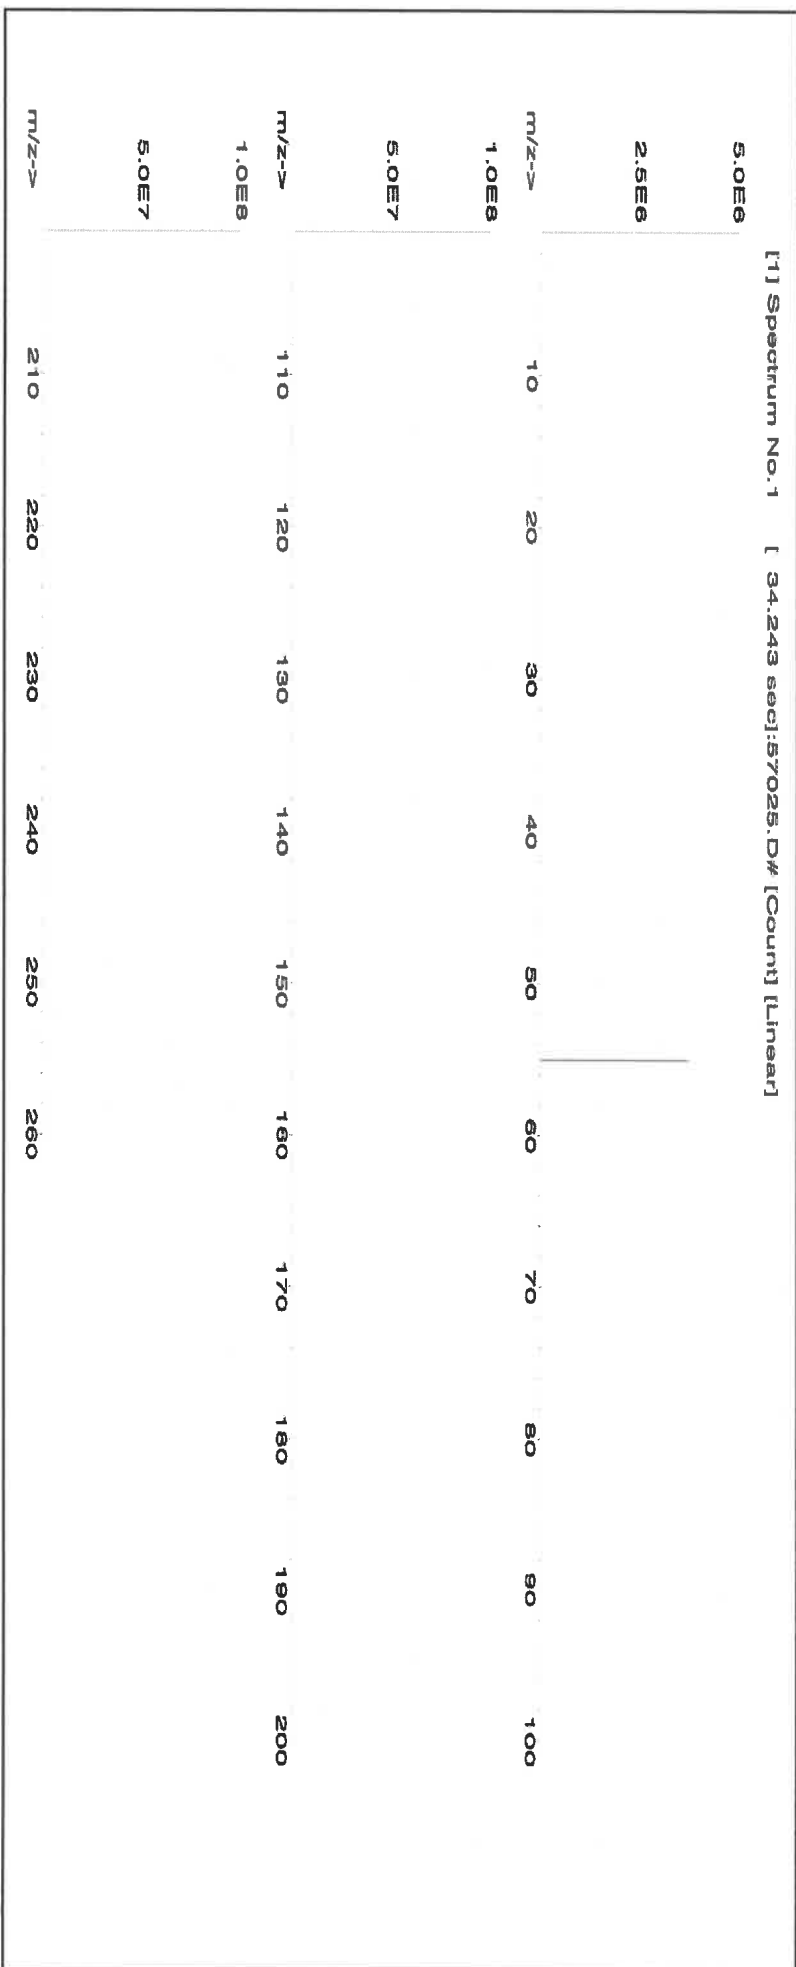 [1] Spectrum No.1 [ 34.243 sec]:57025.D# [Count] [Linear]
5.0E6
2.5E6
m/z-> 10 20 30 40 50 60 70 80 90 100
1.0E8
5.0E7
m/z-> 110 120 130 140 150 160 170 180 190 200
1.0E8
5.0E7
m/z-> 210 220 230 240 250 260